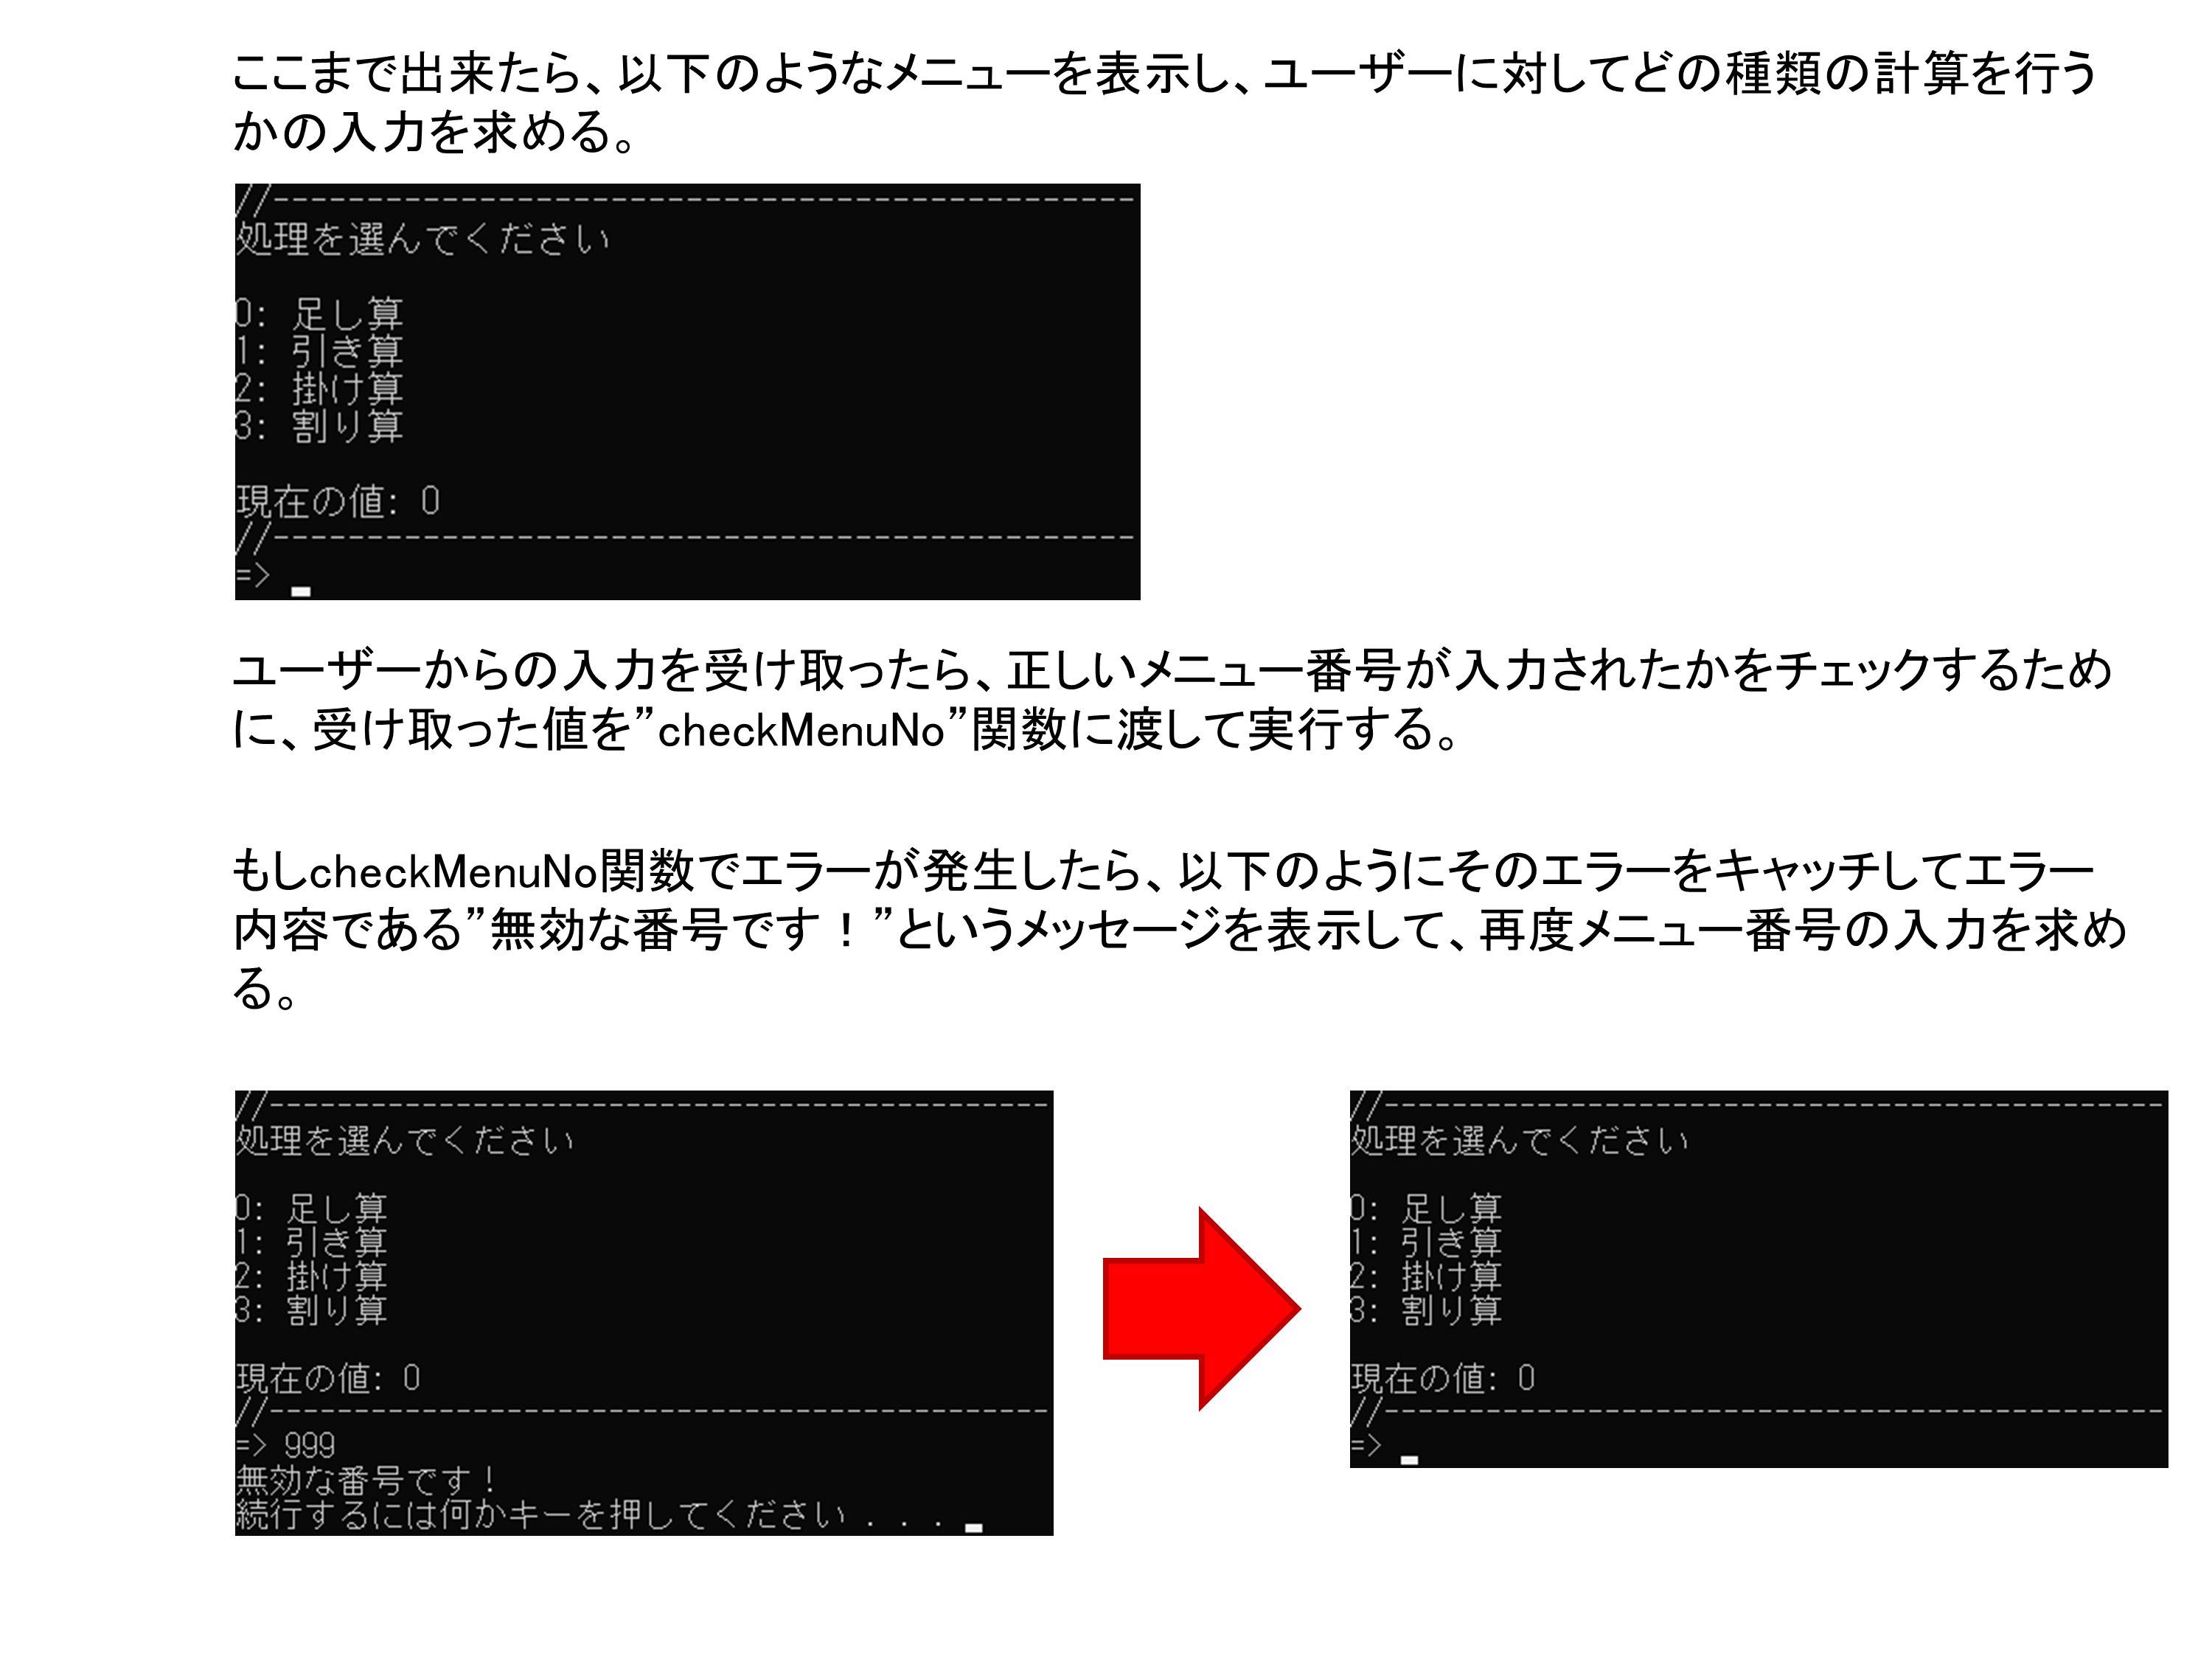 ここまで出来たら、以下のようなメニューを表示し、ユーザーに対してどの種類の計算を行う
かの入力を求める。
//----------------------------------------------
処理を選んでください
0: 足し算
1: 引き算
2: 掛け算
3: 割り算
現在の値: 0
//----------------------------------------------
=>
ユーザーからの入力を受け取ったら、正しいメニュー番号が入力されたかをチェックするため
に、受け取った値を”checkMenuNo”関数に渡して実行する。
もしcheckMenuNo関数でエラーが発生したら、以下のようにそのエラーをキャッチしてエラー
内容である”無効な番号です！”というメッセージを表示して、再度メニュー番号の入力を求め
る。
//----------------------------------------------
処理を選んでください
0: 足し算
1: 引き算
2: 掛け算
3: 割り算
現在の値: 0
//----------------------------------------------
=> 999
無効な番号です！
続行するには何かキーを押してください . . .
//----------------------------------------------
処理を選んでください
0: 足し算
1: 引き算
2: 掛け算
3: 割り算
現在の値: 0
//----------------------------------------------
=>